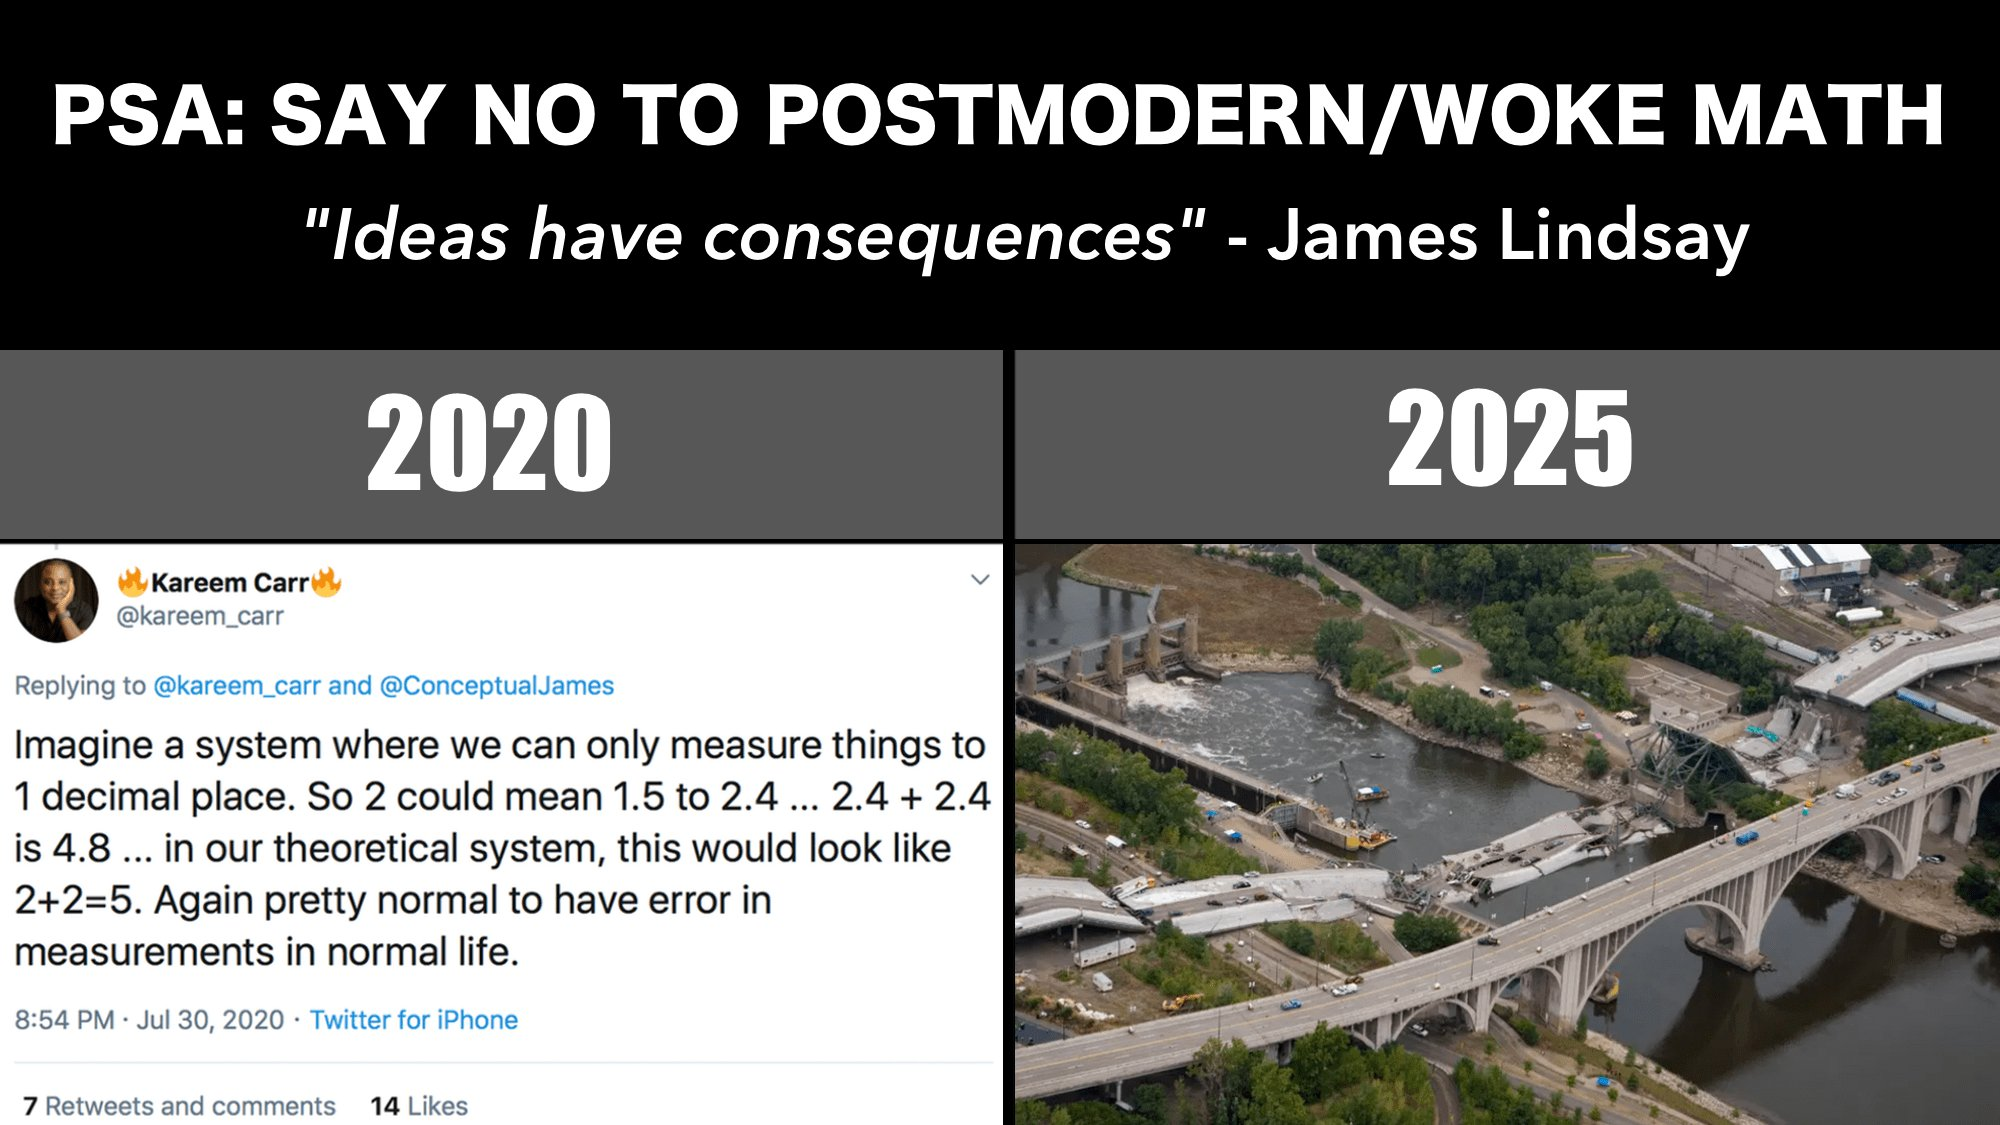 PSA: SAY NO TO POSTMODERN/WOKE MATH
"Ideas have consequences" - James Lindsay
2020
2025
🔥Kareem Carr🔥
@kareem_carr
Replying to @kareem_carr and @ConceptualJames
Imagine a system where we can only measure things to
1 decimal place. So 2 could mean 1.5 to 2.4 ... 2.4 + 2.4
is 4.8 ... in our theoretical system, this would look like
2+2=5. Again pretty normal to have error in
measurements in normal life.
8:54 PM · Jul 30, 2020 · Twitter for iPhone
7 Retweets and comments 14 Likes